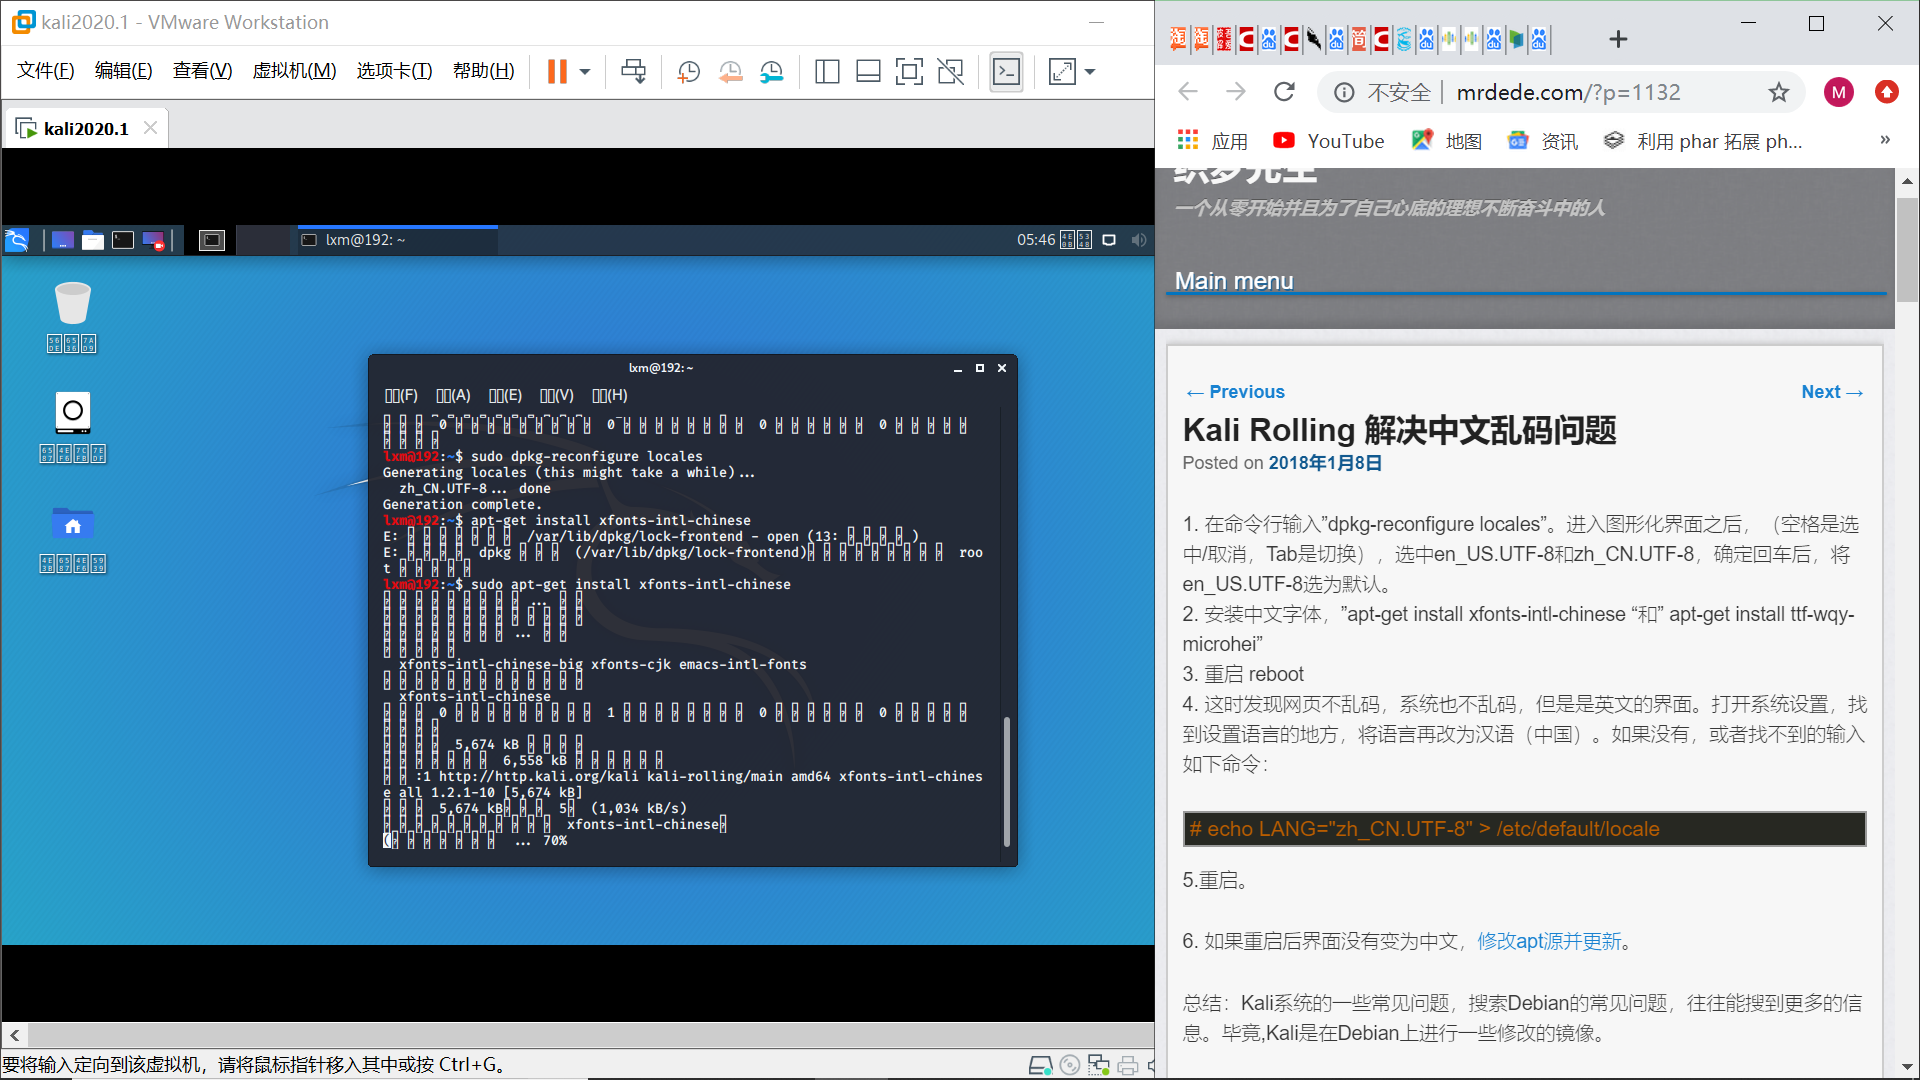 kali2020.1 - VMware Workstation
文件(F) 编辑(E) 查看(V) 虚拟机(M) 选项卡(T) 帮助(H)
kali2020.1
lxm@192: ~
05:46
lxm@192: ~
(F) (A) (E) (V) (H)
0 0 0 0
lxm@192:~$ sudo dpkg-reconfigure locales
Generating locales (this might take a while)...
zh_CN.UTF-8... done
Generation complete.
lxm@192:~$ apt-get install xfonts-intl-chinese
E: /var/lib/dpkg/lock-frontend - open (13: )
E: dpkg (/var/lib/dpkg/lock-frontend) roo
t
lxm@192:~$ sudo apt-get install xfonts-intl-chinese
...
...
xfonts-intl-chinese-big xfonts-cjk emacs-intl-fonts
xfonts-intl-chinese
0 1 0 0
5,674 kB
6,558 kB
:1 http://http.kali.org/kali kali-rolling/main amd64 xfonts-intl-chines
e all 1.2.1-10 [5,674 kB]
5,674 kB 5 (1,034 kB/s)
xfonts-intl-chinese
( ... 70%
要将输入定向到该虚拟机，请将鼠标指针移入其中或按 Ctrl+G。
不安全 mrdede.com/?p=1132
M
应用 YouTube 地图 资讯 利用 phar 拓展 ph... »
织梦先生
一个从零开始并且为了自己心底的理想不断奋斗中的人
Main menu
← Previous Next →
Kali Rolling 解决中文乱码问题
Posted on 2018年1月8日
1. 在命令行输入”dpkg-reconfigure locales”。进入图形化界面之后，（空格是选
中/取消，Tab是切换），选中en_US.UTF-8和zh_CN.UTF-8，确定回车后，将
en_US.UTF-8选为默认。
2. 安装中文字体，”apt-get install xfonts-intl-chinese “和” apt-get install ttf-wqy-
microhei”
3. 重启 reboot
4. 这时发现网页不乱码，系统也不乱码，但是是英文的界面。打开系统设置，找
到设置语言的地方，将语言再改为汉语（中国）。如果没有，或者找不到的输入
如下命令：
# echo LANG="zh_CN.UTF-8" > /etc/default/locale
5.重启。
6. 如果重启后界面没有变为中文，修改apt源并更新。
总结：Kali系统的一些常见问题，搜索Debian的常见问题，往往能搜到更多的信
息。毕竟,Kali是在Debian上进行一些修改的镜像。